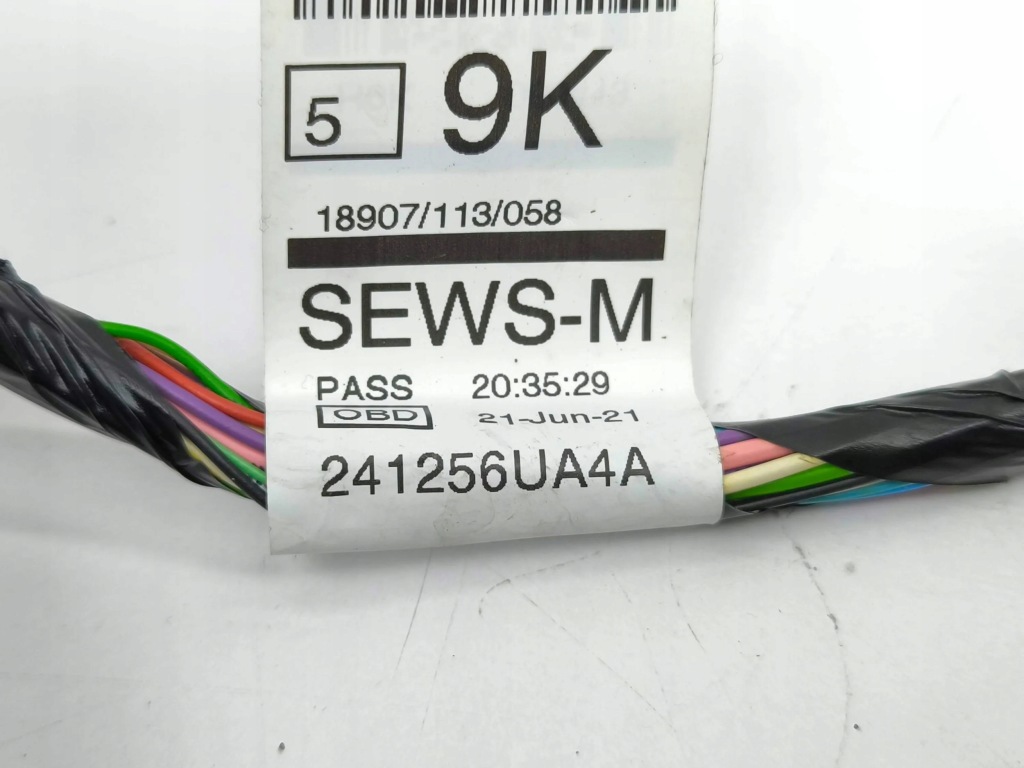 5 9K
18907/113/058
SEWS-M
PASS 20:35:29
OBD 21-Jun-21
241256UA4A